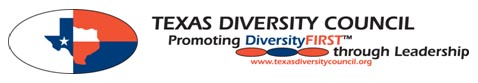 TEXAS DIVERSITY COUNCIL
Promoting DiversityFIRST™
through Leadership
www.texasdiversitycouncil.org